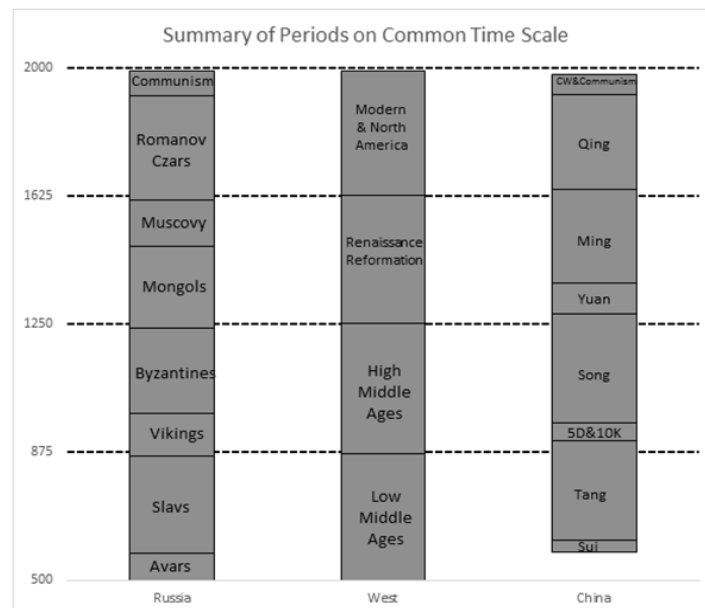 Summary of Periods on Common Time Scale
2000
1625
1250
875
500
Communism
Romanov
Czars
Muscovy
Mongols
Byzantines
Vikings
Slavs
Avars
Modern
& North
America
Renaissance
Reformation
High
Middle
Ages
Low
Middle
Ages
CW&Communism
Qing
Ming
Yuan
Song
5D&10K
Tang
Sui
Russia
West
China